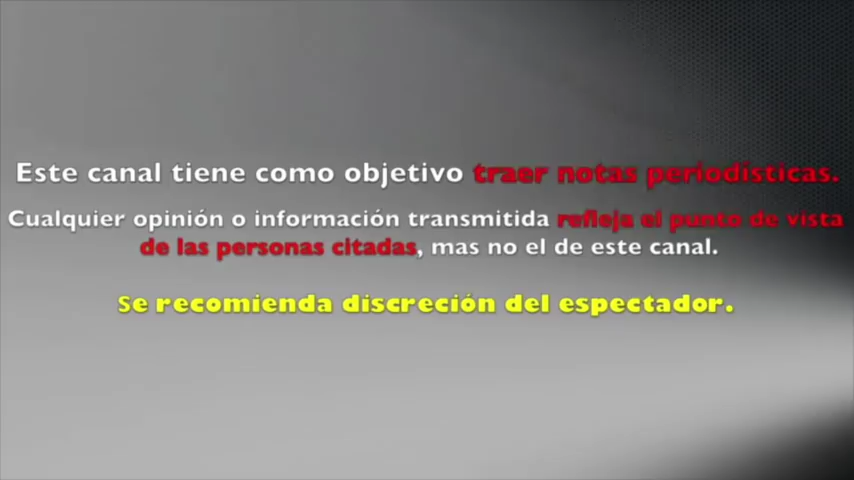 Este canal tiene como objetivo traer notas periodísticas.
Cualquier opinión o información transmitida refleja el punto de vista
de las personas citadas, mas no el de este canal.
Se recomienda discreción del espectador.